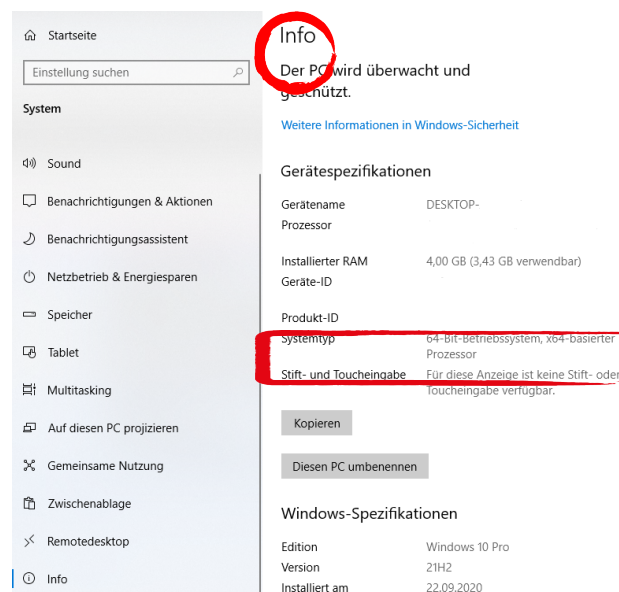 Startseite
Einstellung suchen
System
Sound
Benachrichtigungen & Aktionen
Benachrichtigungsassistent
Netzbetrieb & Energiesparen
Speicher
Tablet
Multitasking
Auf diesen PC projizieren
Gemeinsame Nutzung
Zwischenablage
Remotedesktop
Info
Info
Der PC wird überwacht und
geschützt.
Weitere Informationen in Windows-Sicherheit
Gerätespezifikationen
Gerätename DESKTOP-
Prozessor
Installierter RAM 4,00 GB (3,43 GB verwendbar)
Geräte-ID
Produkt-ID
Systemtyp 64-Bit-Betriebssystem, x64-basierter
Prozessor
Stift- und Toucheingabe Für diese Anzeige ist keine Stift- oder
Toucheingabe verfügbar.
Kopieren
Diesen PC umbenennen
Windows-Spezifikationen
Edition Windows 10 Pro
Version 21H2
Installiert am 22.09.2020